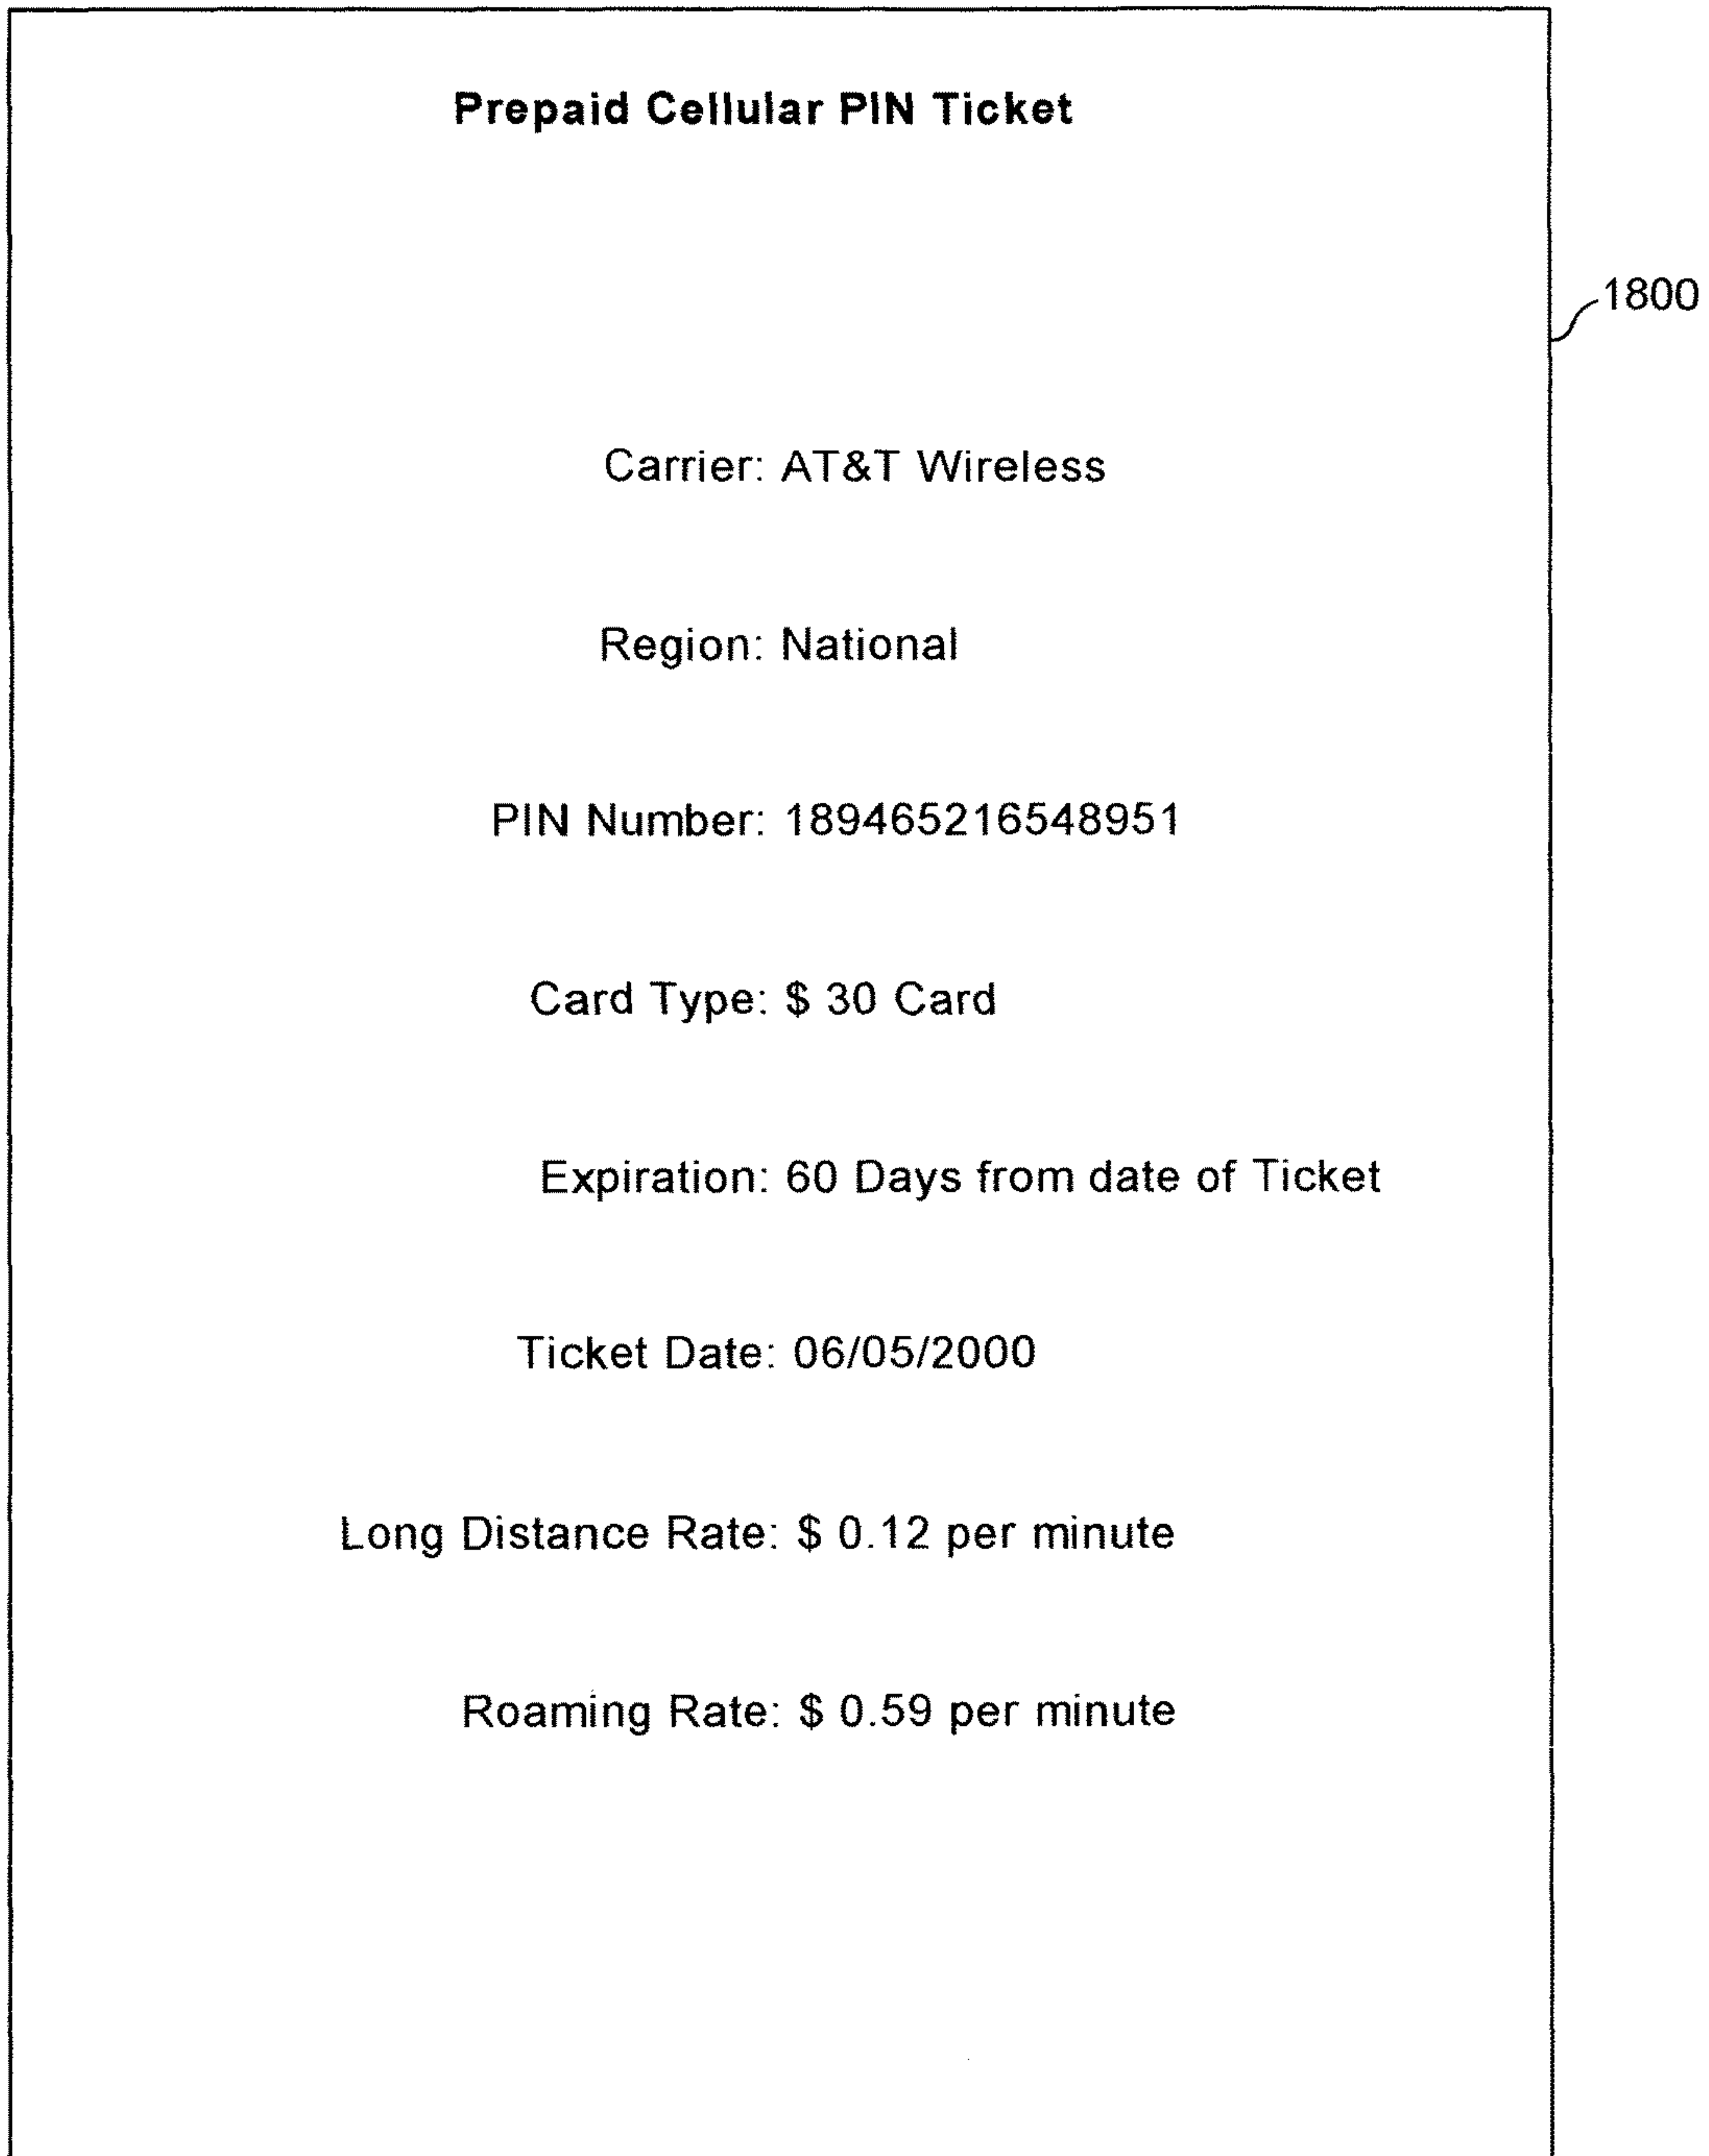 Prepaid Cellular PIN Ticket
1800
Carrier: AT&T Wireless
Region: National
PIN Number: 189465216548951
Card Type: $ 30 Card
Expiration: 60 Days from date of Ticket
Ticket Date: 06/05/2000
Long Distance Rate: $ 0.12 per minute
Roaming Rate: $ 0.59 per minute